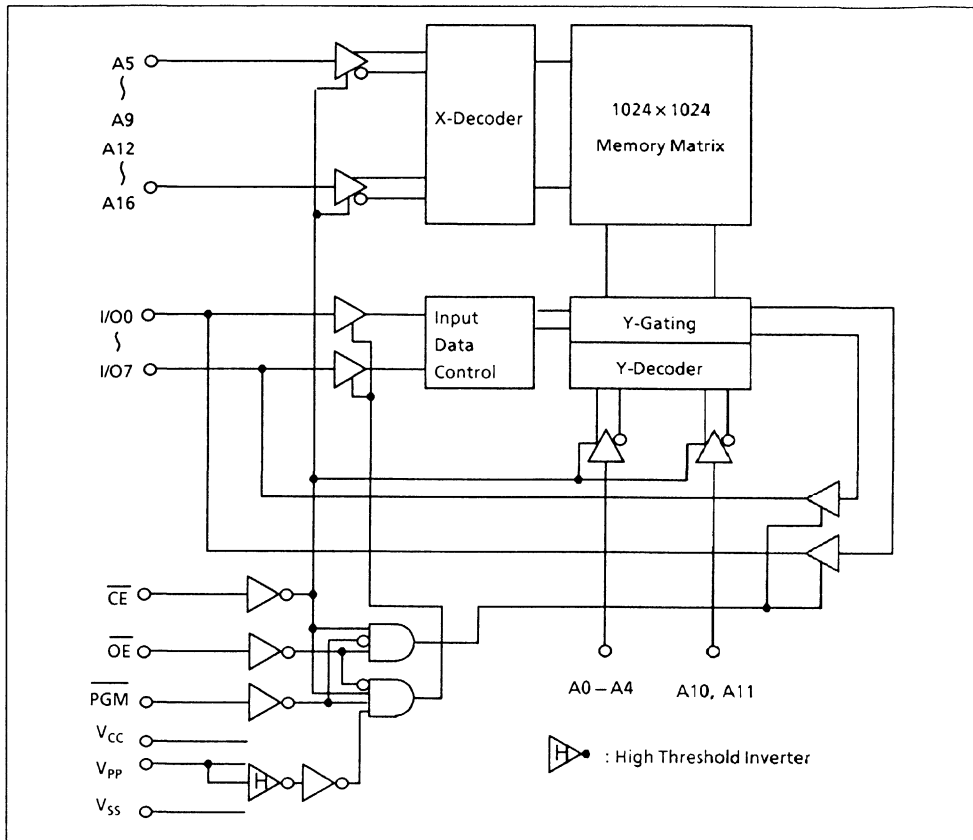 A5
A9
A12
A16
X-Decoder
1024 × 1024
Memory Matrix
I/O0
I/O7
Input
Data
Control
Y-Gating
Y-Decoder
CE
OE
PGM
VCC
VPP
VSS
H
A0 – A4
A10, A11
H : High Threshold Inverter